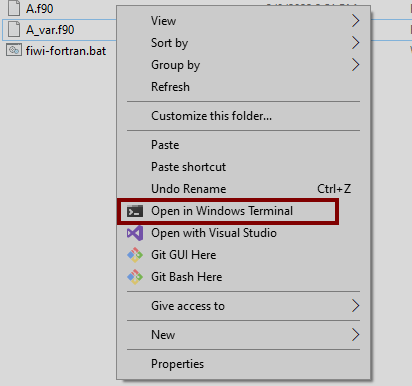 A.f90
A_var.f90
fiwi-fortran.bat
View
Sort by
Group by
Refresh
Customize this folder...
Paste
Paste shortcut
Undo Rename Ctrl+Z
Open in Windows Terminal
Open with Visual Studio
Git GUI Here
Git Bash Here
Give access to
New
Properties